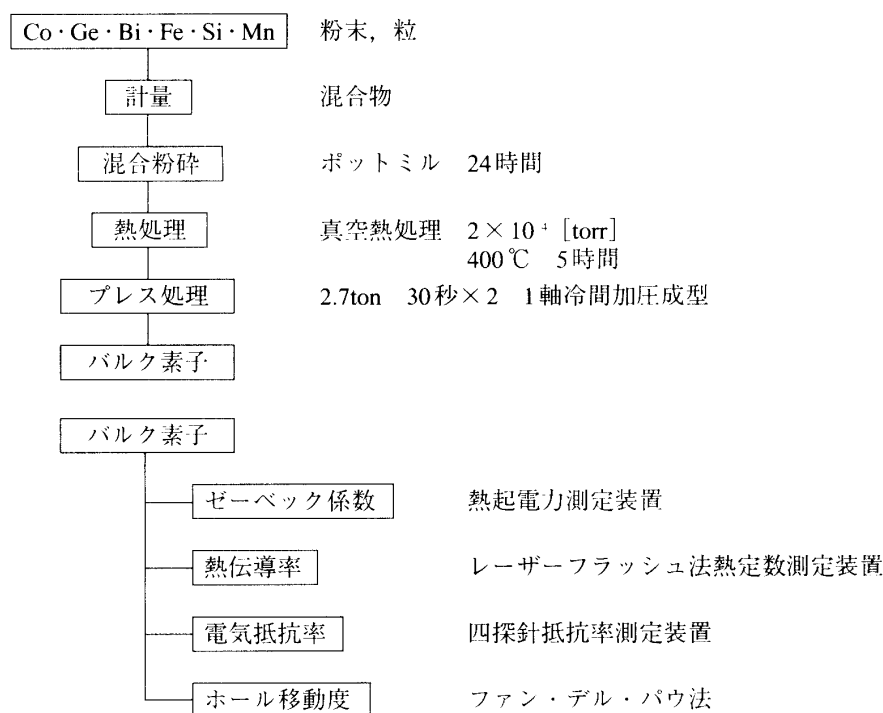 Co・Ge・Bi・Fe・Si・Mn 粉末，粒
計量 混合物
混合粉砕 ポットミル 24時間
熱処理 真空熱処理 2×10 [torr]
400℃ 5時間
プレス処理 2.7ton 30秒×2 1軸冷間加圧成型
バルク素子
バルク素子
ゼーベック係数 熱起電力測定装置
熱伝導率 レーザーフラッシュ法熱定数測定装置
電気抵抗率 四探針抵抗率測定装置
ホール移動度 ファン・デル・パウ法